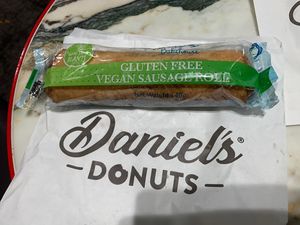 GLUTEN FREE
VEGAN SAUSAGE ROLL
Daniel's®
-DONUTS-